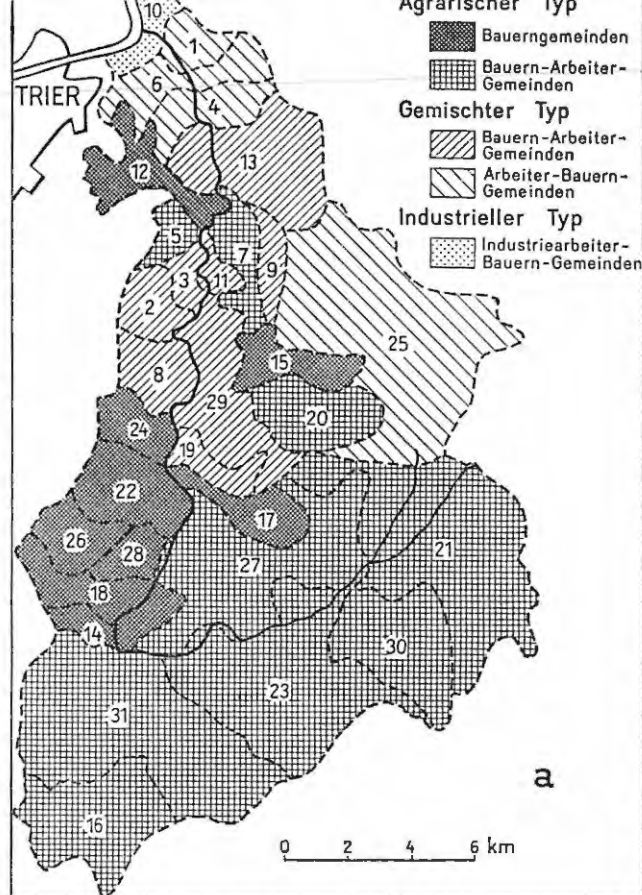 Agrarischer Typ
Bauerngemeinden
Bauern-Arbeiter-
Gemeinden
Gemischter Typ
Bauern-Arbeiter-
Gemeinden
Arbeiter-Bauern-
Gemeinden
Industrieller Typ
Industriearbeiter-
Bauern-Gemeinden
TRIER
10
1
6
4
12
13
5
7
9
3
11
2
25
15
8
29
20
24
19
22
17
26
28
21
27
18
14
30
23
31
16
a
0 2 4 6 km